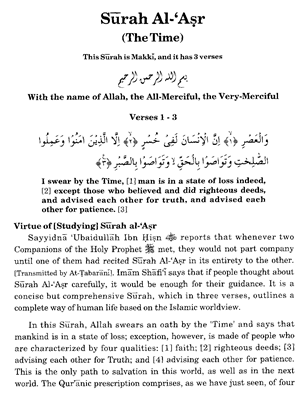 Sūrah Al-‘Aṣr
(The Time)
This Sūrah is Makkī, and it has 3 verses
بسم الله الرحمن الرحيم
With the name of Allah, the All-Merciful, the Very-Merciful
Verses 1 - 3
وَالْعَصْرِ ﴿١﴾ اِنَّ الْاِنْسَانَ لَفِىْ خُسْرٍ ﴿٢﴾ اِلَّا الَّذِيْنَ اٰمَنُوْا وَعَمِلُوا
الصّٰلِحٰتِ وَتَوَاصَوْا بِالْحَقِّ وَتَوَاصَوْا بِالصَّبْرِ ﴿٣﴾
I swear by the Time, [1] man is in a state of loss indeed,
[2] except those who believed and did righteous deeds,
and advised each other for truth, and advised each
other for patience. [3]
Virtue of [Studying] Sūrah al-‘Aṣr
Sayyidnā ‘Ubaidullāh Ibn Ḥiṣn رضي الله عنه reports that whenever two
Companions of the Holy Prophet ﷺ met, they would not part company
until one of them had recited Sūrah Al-‘Aṣr in its entirety to the other.
[Transmitted by At-Ṭabarānī]. Imām Shāfi‘ī says that if people thought about
Sūrah Al-‘Aṣr carefully, it would be enough for their guidance. It is a
concise but comprehensive Sūrah, which in three verses, outlines a
complete way of human life based on the Islamic worldview.
In this Sūrah, Allah swears an oath by the 'Time' and says that
mankind is in a state of loss; exception, however, is made of people who
are characterized four qualities: [1] faith; [2] righteous deeds; [3]
advising each other for Truth; and [4] advising each other for patience.
This is the only path to salvation in this world, as well as in the next
world. The Qur'ānic prescription comprises, as we have just seen, of four